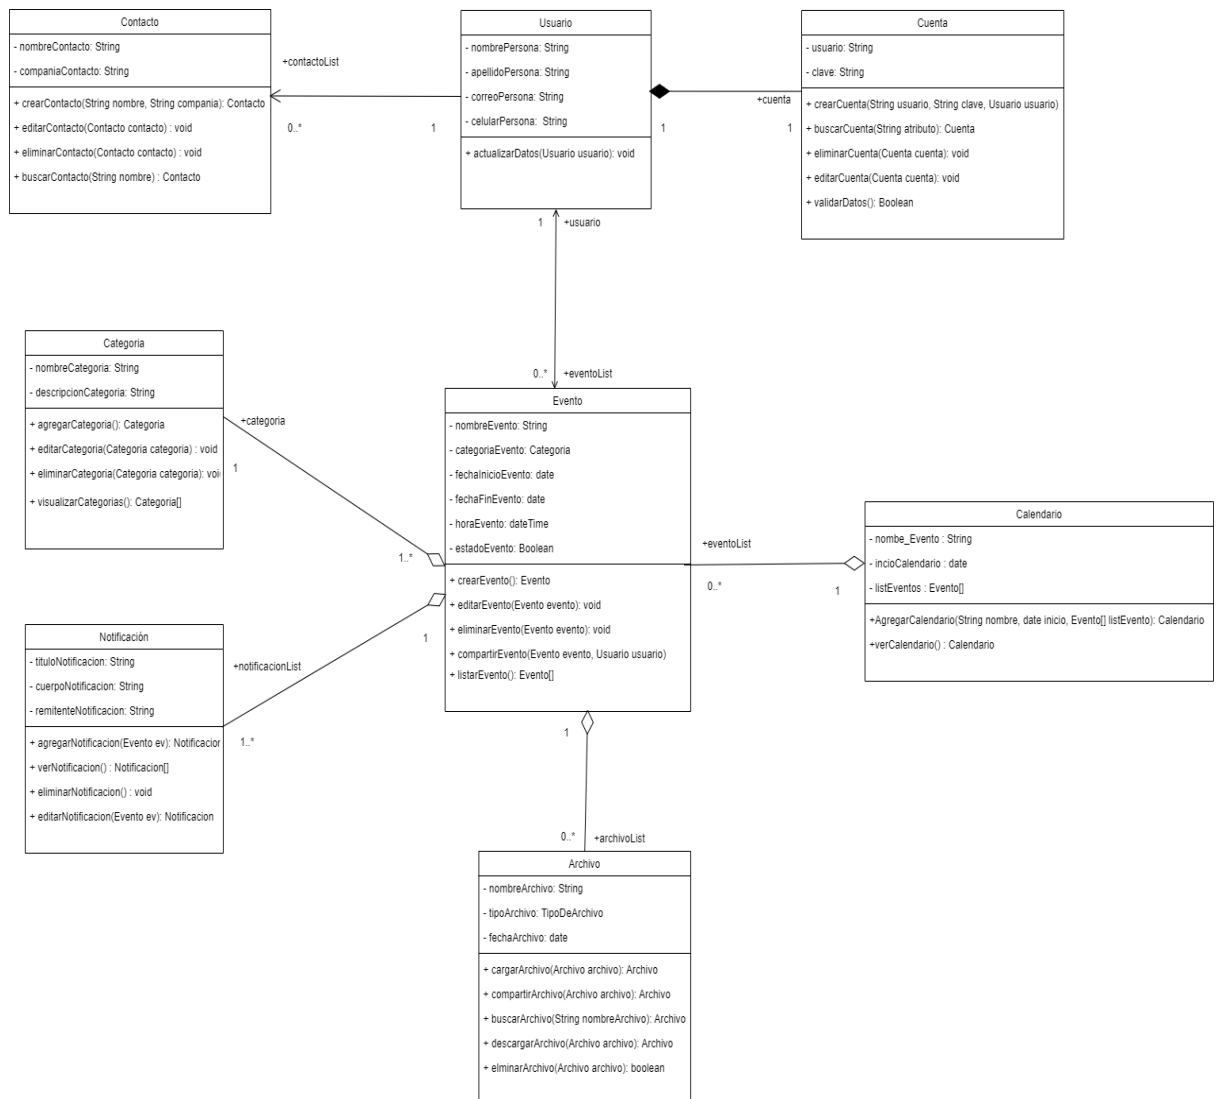 Contacto
- nombreContacto: String
- companiaContacto: String
+ crearContacto(String nombre, String compania): Contacto
+ editarContacto(Contacto contacto) : void
+ eliminarContacto(Contacto contacto) : void
+ buscarContacto(String nombre) : Contacto
+contactoList
0..*
1
Usuario
- nombrePersona: String
- apellidoPersona: String
- correoPersona: String
- celularPersona: String
+ actualizarDatos(Usuario usuario): void
1
+cuenta
1
Cuenta
- usuario: String
- clave: String
+ crearCuenta(String usuario, String clave, Usuario usuario)
+ buscarCuenta(String atributo): Cuenta
+ eliminarCuenta(Cuenta cuenta): void
+ editarCuenta(Cuenta cuenta): void
+ validarDatos(): Boolean
1
+usuario
0..*
+eventoList
Categoria
- nombreCategoria: String
- descripcionCategoria: String
+ agregarCategoria(): Categoria
+ editarCategoria(Categoria categoria) : void
+ eliminarCategoria(Categoria categoria): voi
+ visualizarCategorias(): Categoria[]
+categoria
1
1..*
Evento
- nombreEvento: String
- categoriaEvento: Categoria
- fechaInicioEvento: date
- fechaFinEvento: date
- horaEvento: dateTime
- estadoEvento: Boolean
+ crearEvento(): Evento
+ editarEvento(Evento evento): void
+ eliminarEvento(Evento evento): void
+ compartirEvento(Evento evento, Usuario usuario)
+ listarEvento(): Evento[]
+eventoList
0..*
1
Calendario
- nombe_Evento : String
- incioCalendario : date
- listEventos : Evento[]
+AgregarCalendario(String nombre, date inicio, Evento[] listEvento): Calendario
+verCalendario() : Calendario
Notificación
- tituloNotificacion: String
- cuerpoNotificacion: String
- remitenteNotificacion: String
+ agregarNotificacion(Evento ev): Notificacion
+ verNotificacion() : Notificacion[]
+ eliminarNotificacion() : void
+ editarNotificacion(Evento ev): Notificacion
1
+notificacionList
1..*
1
0..*
+archivoList
Archivo
- nombreArchivo: String
- tipoArchivo: TipoDeArchivo
- fechaArchivo: date
+ cargarArchivo(Archivo archivo): Archivo
+ compartirArchivo(Archivo archivo): Archivo
+ buscarArchivo(String nombreArchivo): Archivo
+ descargarArchivo(Archivo archivo): Archivo
+ elminarArchivo(Archivo archivo): boolean